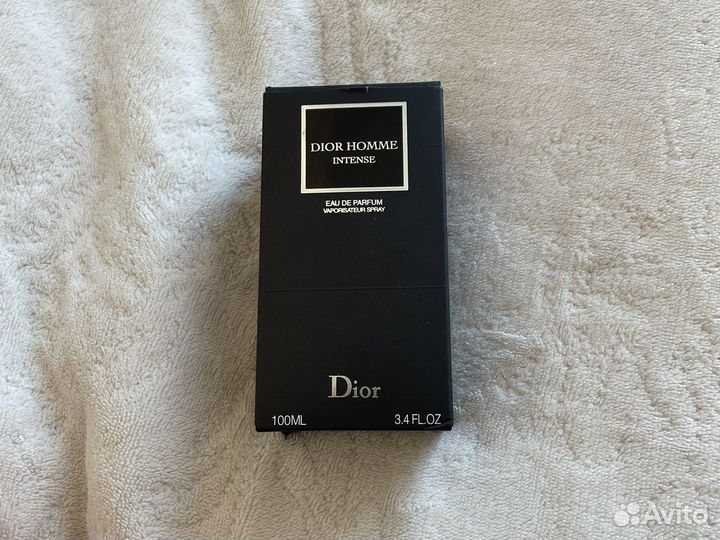 DIOR HOMME
INTENSE
EAU DE PARFUM
VAPORISATEUR SPRAY
Dior
100ML 3.4 FL.OZ
Avito